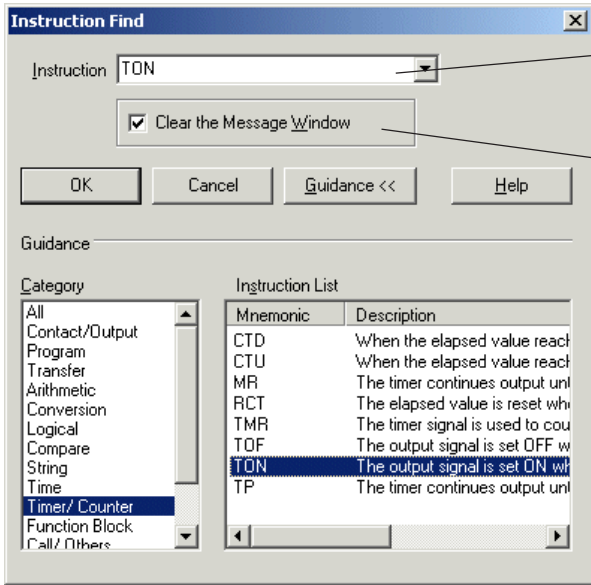 Instruction Find
Instruction TON
Clear the Message Window
OK Cancel Guidance << Help
Guidance
Category
All
Contact/Output
Program
Transfer
Arithmetic
Conversion
Logical
Compare
String
Time
Timer/ Counter
Function Block
Call/ Others
Instruction List
Mnemonic Description
CTD When the elapsed value reach
CTU When the elapsed value reach
MR The timer continues output unt
RCT The elapsed value is reset whe
TMR The timer signal is used to cou
TOF The output signal is set OFF w
TON The output signal is set ON wh
TP The timer continues output unt